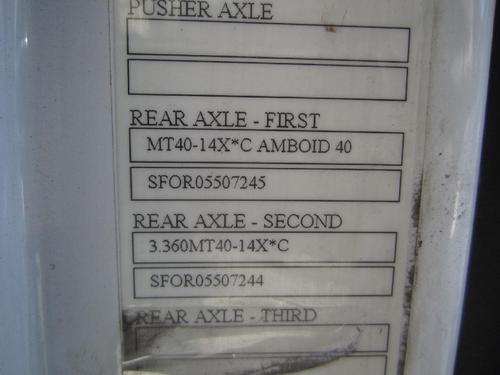 PUSHER AXLE
REAR AXLE - FIRST
MT40-14X*C AMBOID 40
SFOR05507245
REAR AXLE - SECOND
3.360MT40-14X*C
SFOR05507244
REAR AXLE - THIRD